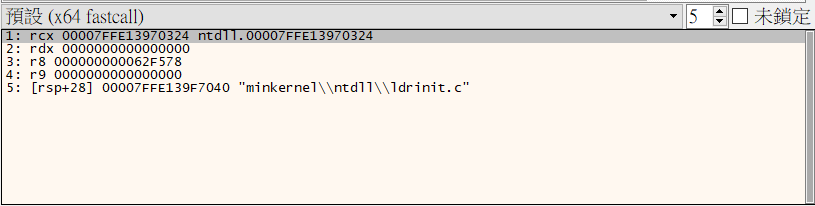 預設 (x64 fastcall) 5 未鎖定
1: rcx 00007FFE13970324 ntdll.00007FFE13970324
2: rdx 0000000000000000
3: r8 000000000062F578
4: r9 0000000000000000
5: [rsp+28] 00007FFE139F7040 "minkernel\\ntdll\\ldrinit.c"